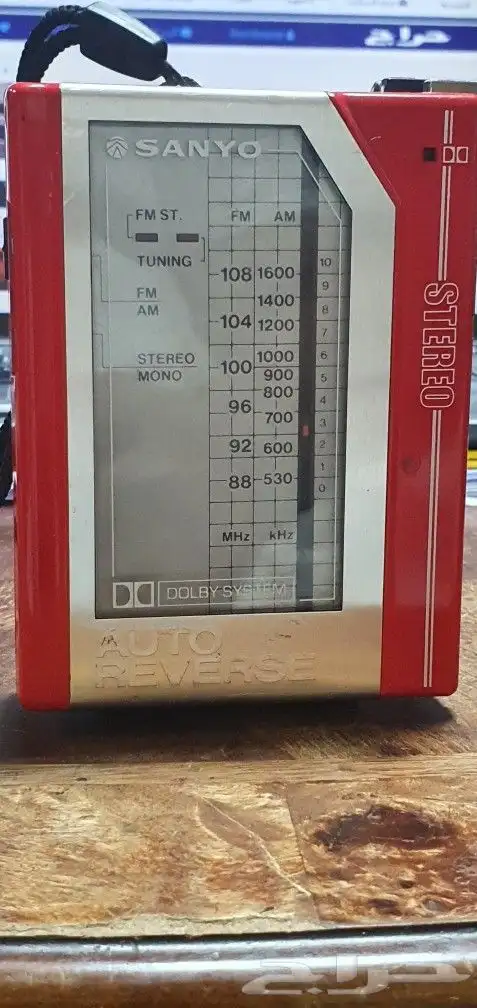 حراج
SANYO
FM ST.
TUNING
FM
AM
STEREO
MONO
FM AM
108 1600 10
9
1400 8
104 1200 7
100 1000 6
900 5
800 4
96 700 3
92 600 2
1
88 530 0
MHz kHz
DOLBY SYSTEM
AUTO
REVERSE
STEREO
حراج